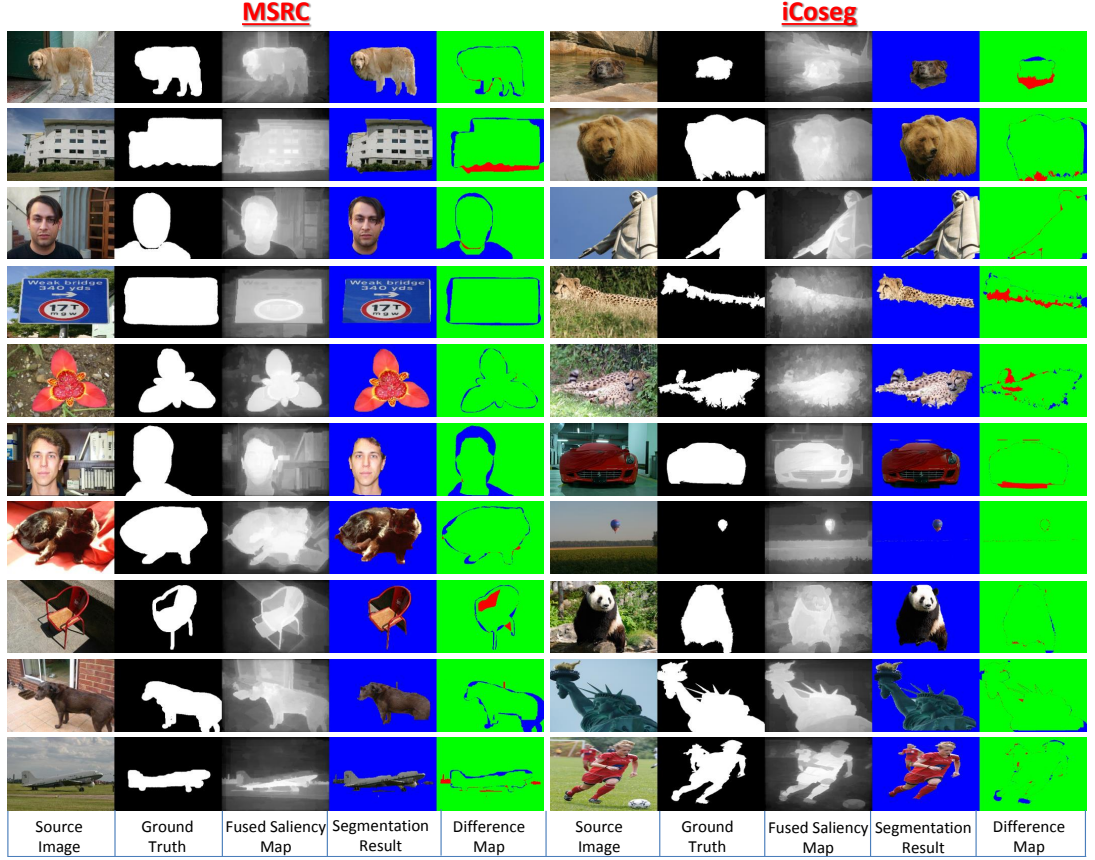 MSRC
iCoseg
Weak bridge
340 yds
17T
mgw
Weak bridge
340 yds
17T
mgw
Source
Image
Ground
Truth
Fused Saliency
Map
Segmentation
Result
Difference
Map
Source
Image
Ground
Truth
Fused Saliency
Map
Segmentation
Result
Difference
Map